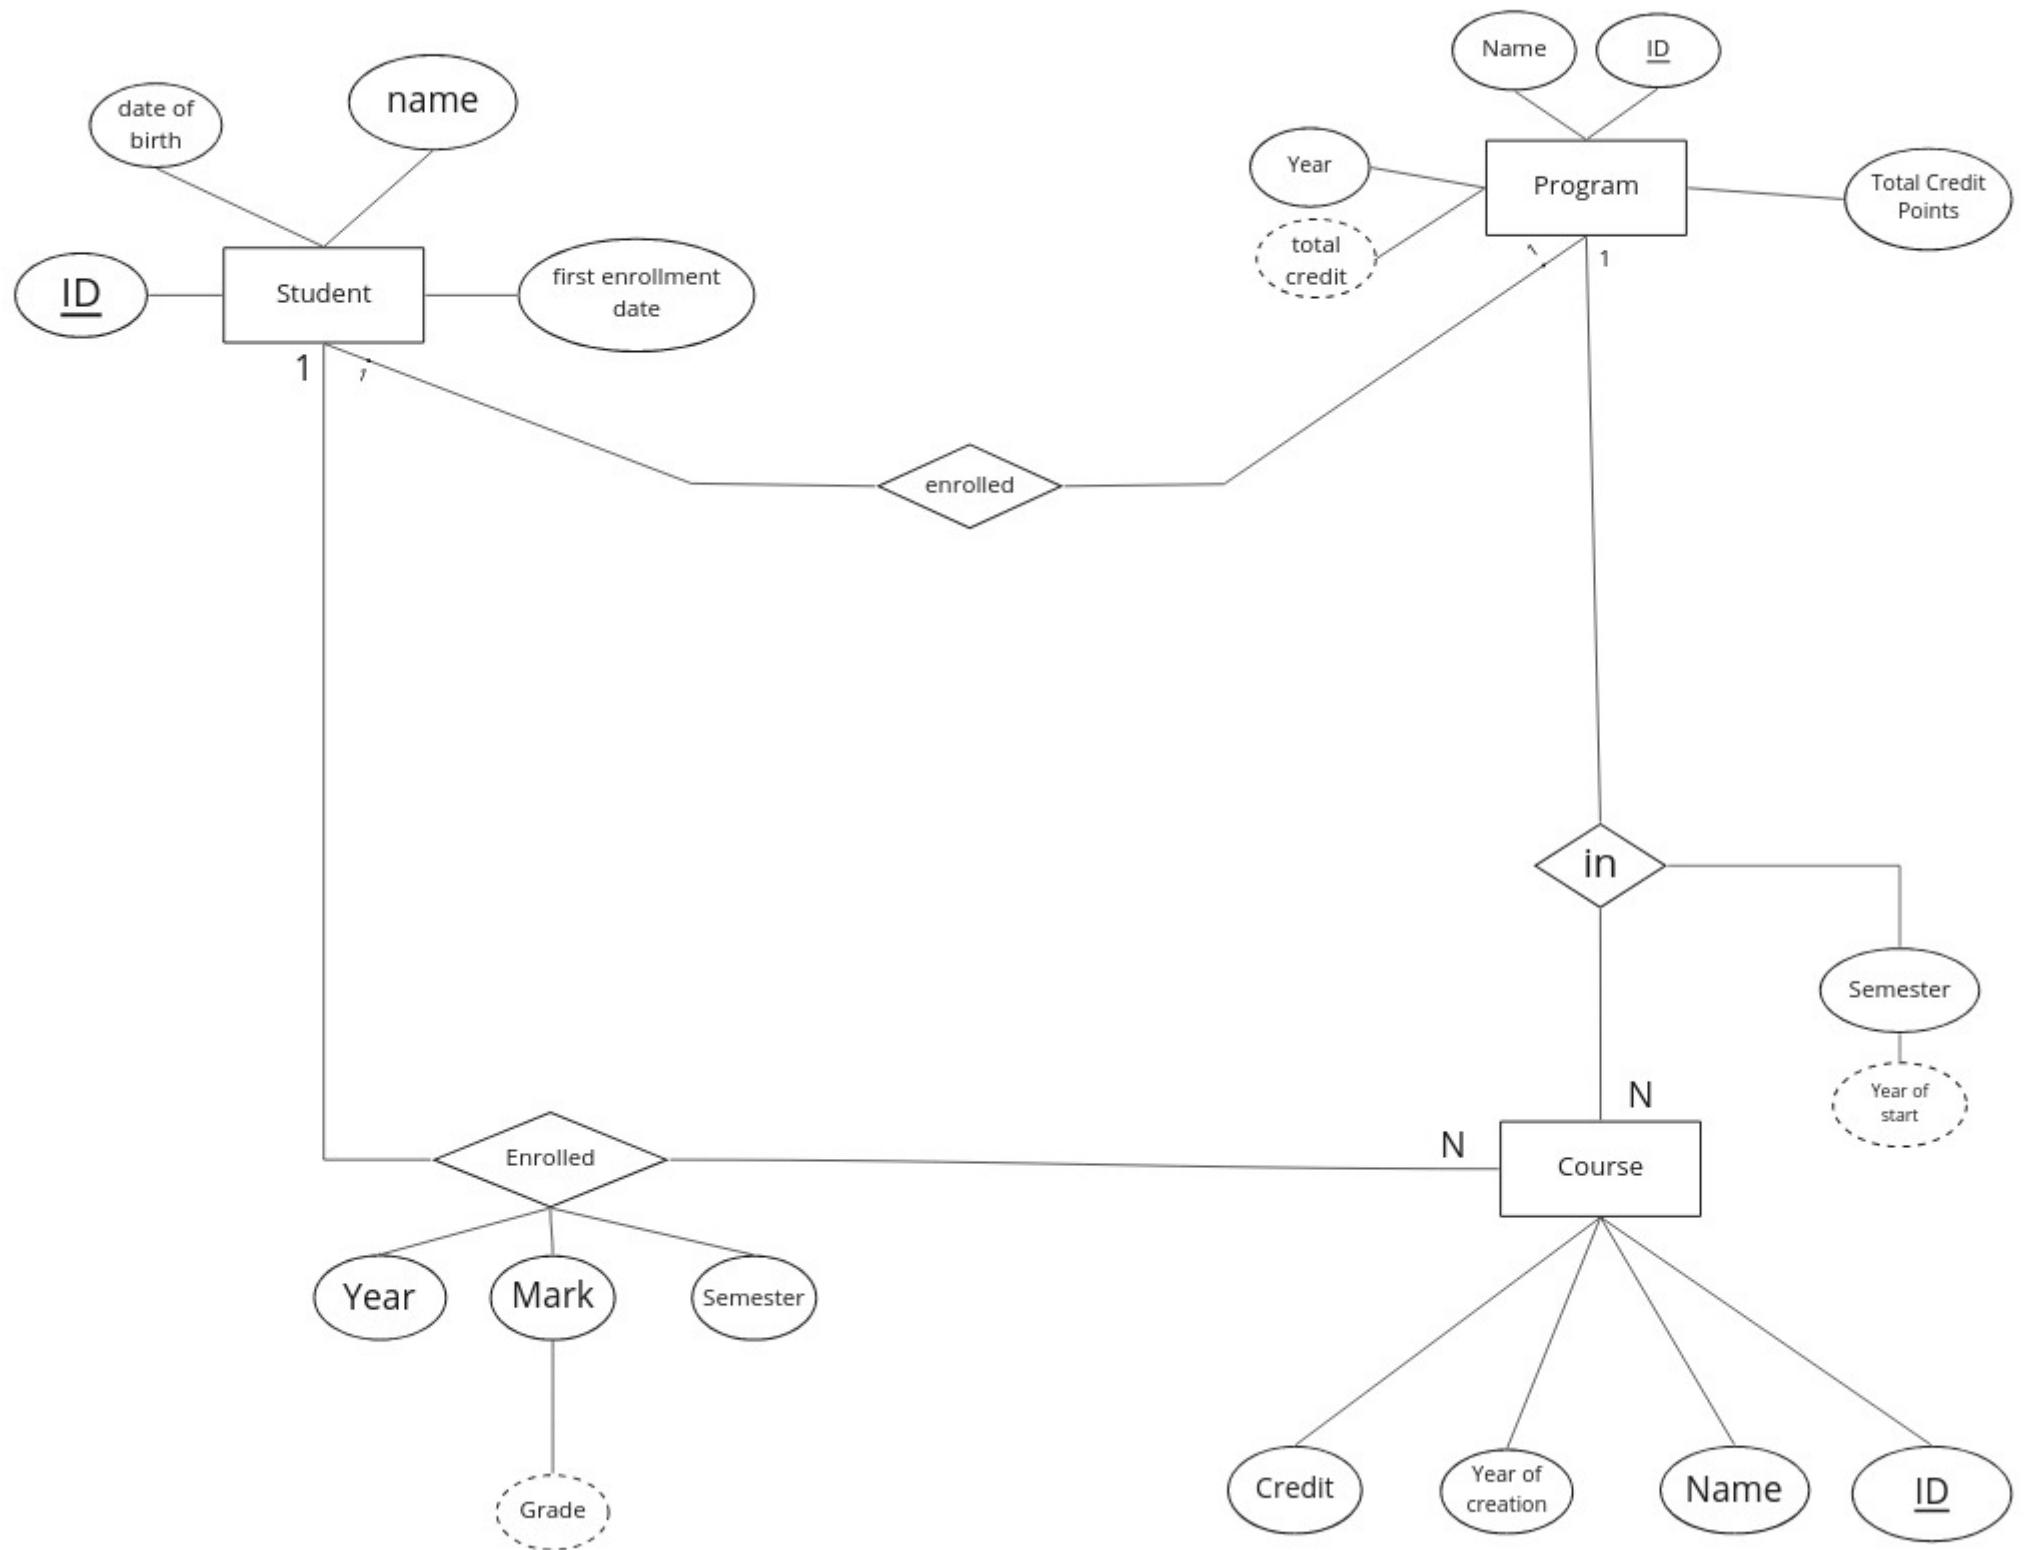 Name
ID
name
date of
birth
Year
Program
Total Credit
Points
total
credit
1
1
ID
Student
first enrollment
date
1
1
enrolled
in
Semester
Year of
start
N
N
Enrolled
Course
Year
Mark
Semester
Credit
Year of
creation
Name
ID
Grade